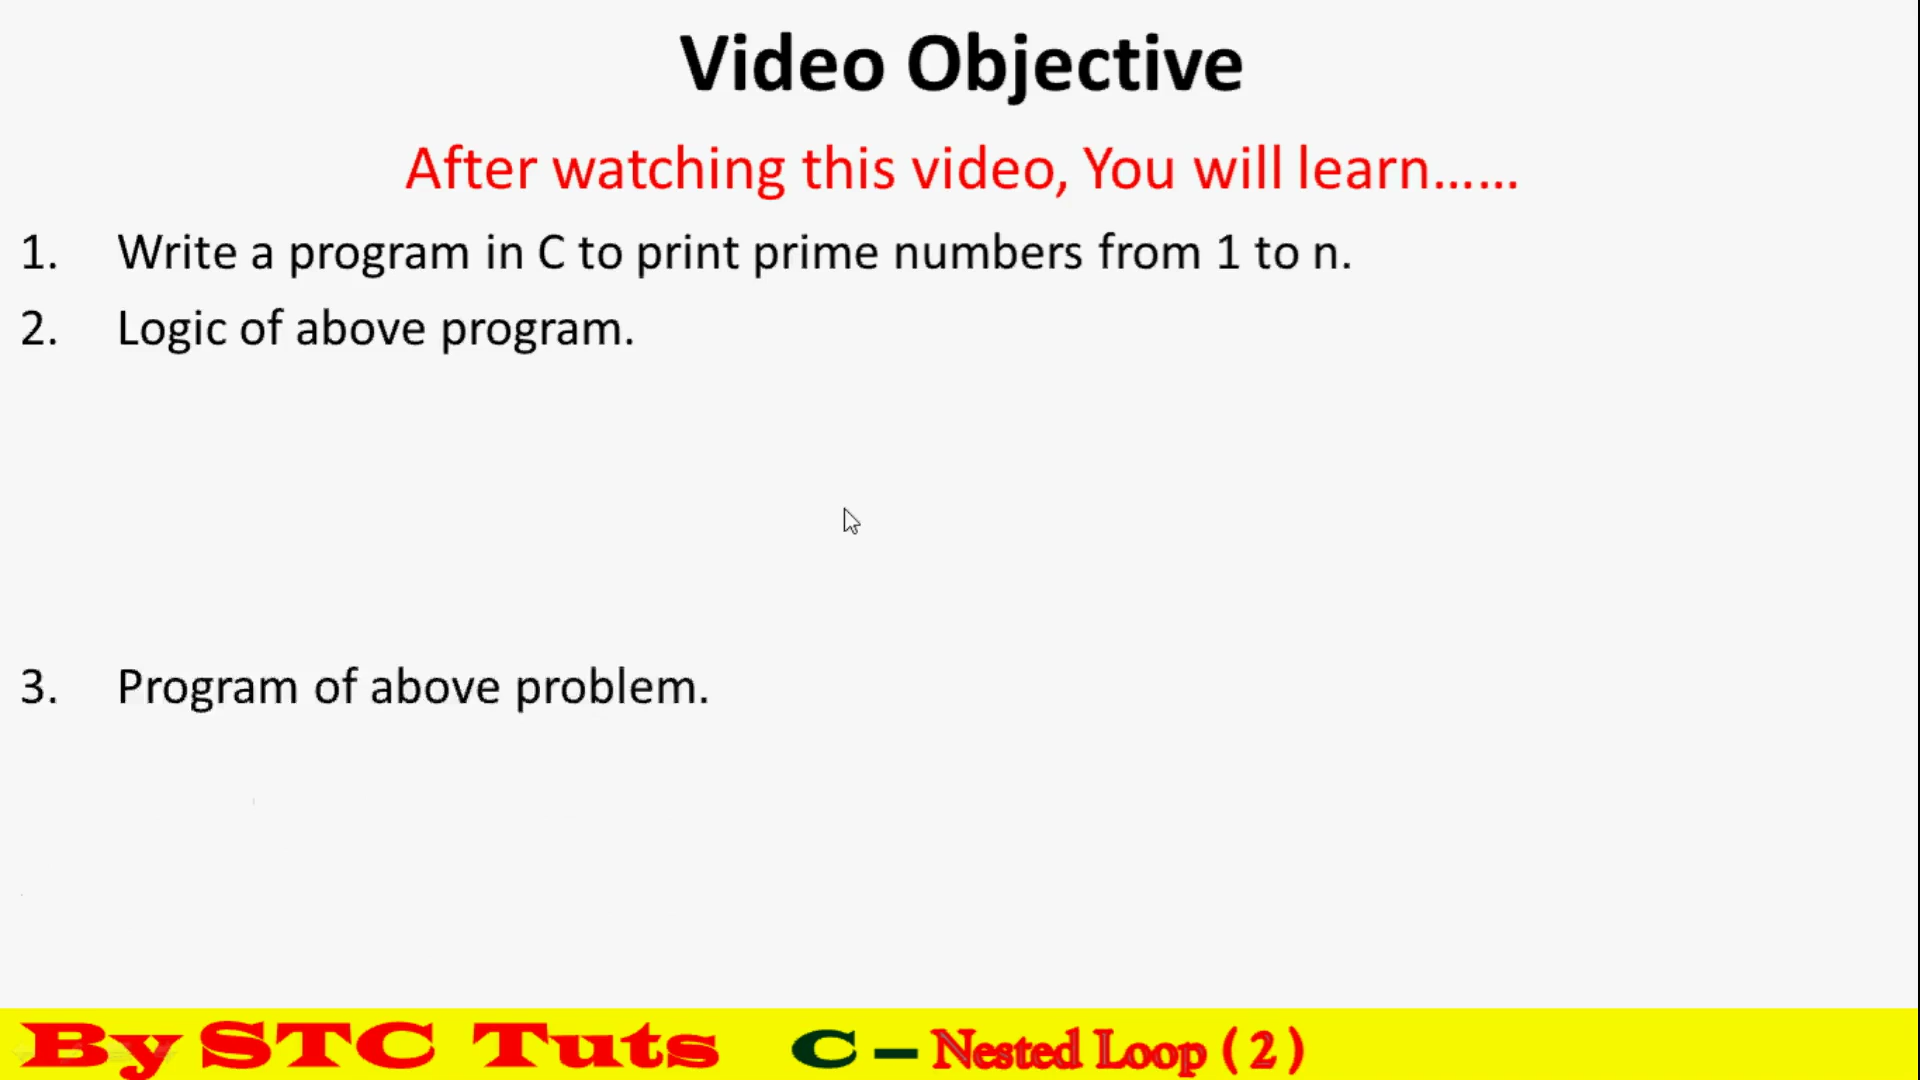 Video Objective
After watching this video, You will learn......
1. Write a program in C to print prime numbers from 1 to n.
2. Logic of above program.
3. Program of above problem.
By STC Tuts C – Nested Loop ( 2 )